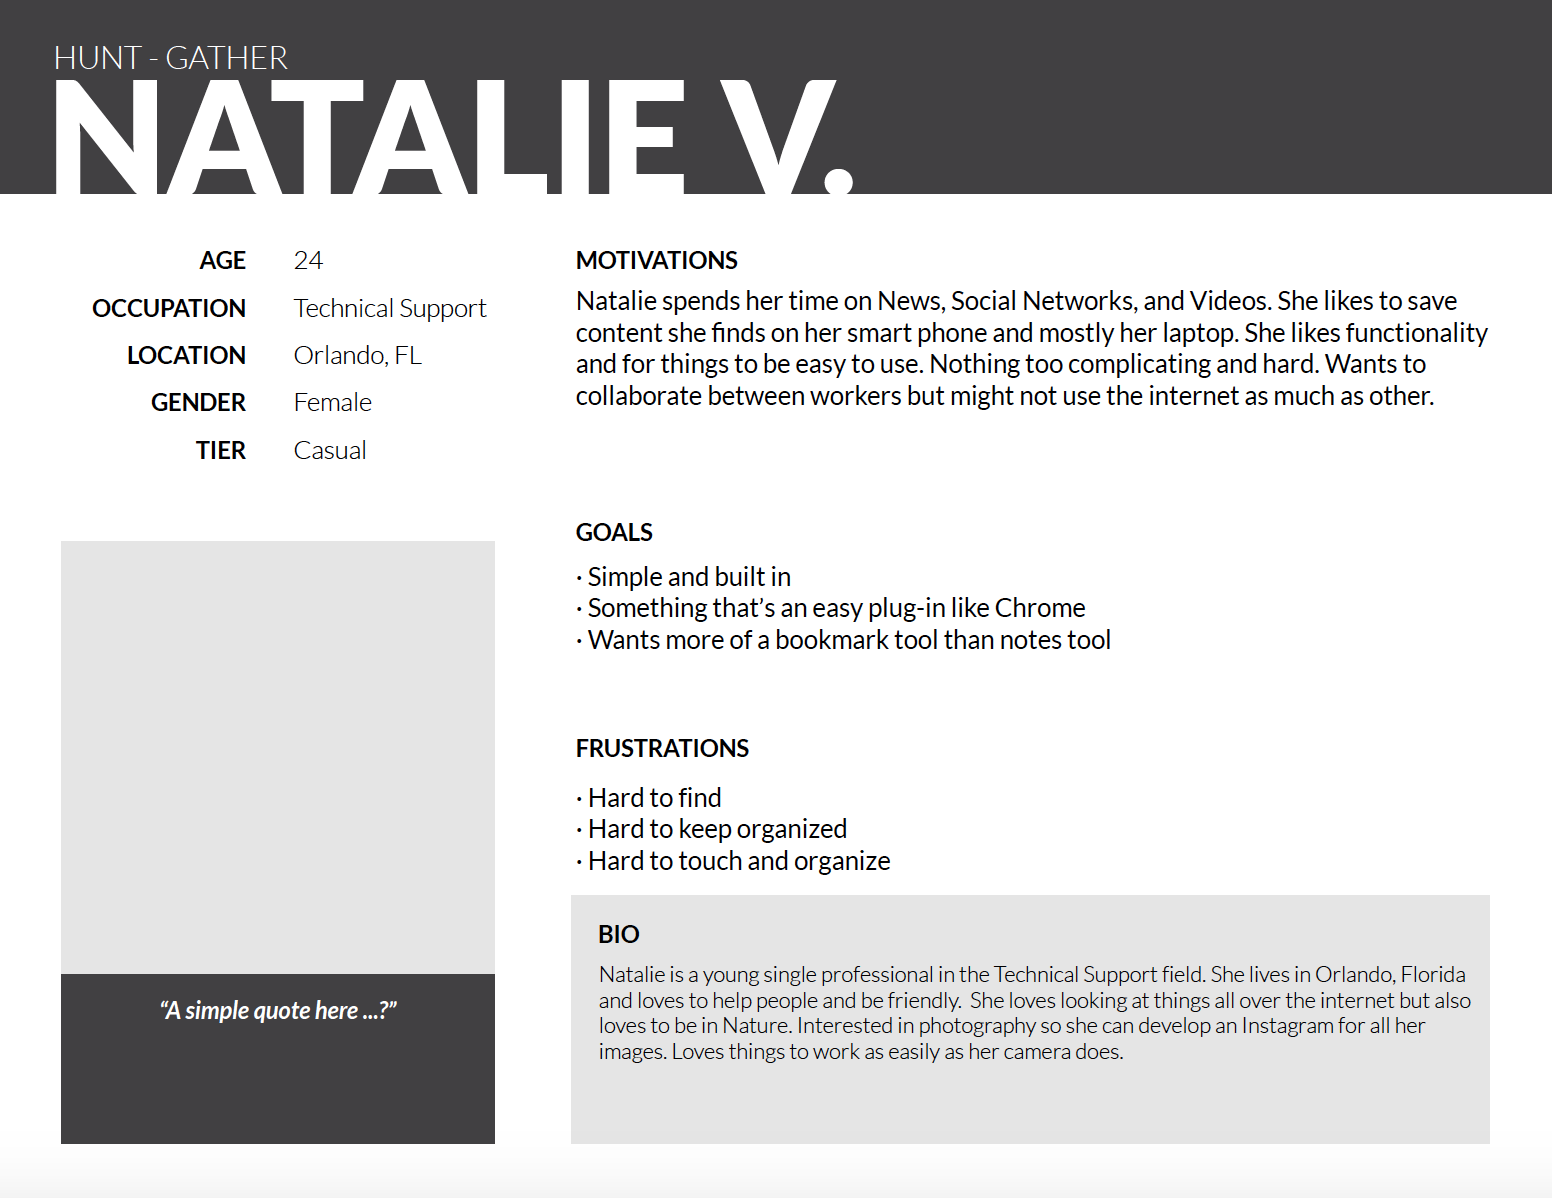 HUNT - GATHER
NATALIE V.
AGE 24
OCCUPATION Technical Support
LOCATION Orlando, FL
GENDER Female
TIER Casual
“A simple quote here ...?”
MOTIVATIONS
Natalie spends her time on News, Social Networks, and Videos. She likes to save
content she finds on her smart phone and mostly her laptop. She likes functionality
and for things to be easy to use. Nothing too complicating and hard. Wants to
collaborate between workers but might not use the internet as much as other.
GOALS
· Simple and built in
· Something that’s an easy plug-in like Chrome
· Wants more of a bookmark tool than notes tool
FRUSTRATIONS
· Hard to find
· Hard to keep organized
· Hard to touch and organize
BIO
Natalie is a young single professional in the Technical Support field. She lives in Orlando, Florida
and loves to help people and be friendly.  She loves looking at things all over the internet but also
loves to be in Nature. Interested in photography so she can develop an Instagram for all her
images. Loves things to work as easily as her camera does.